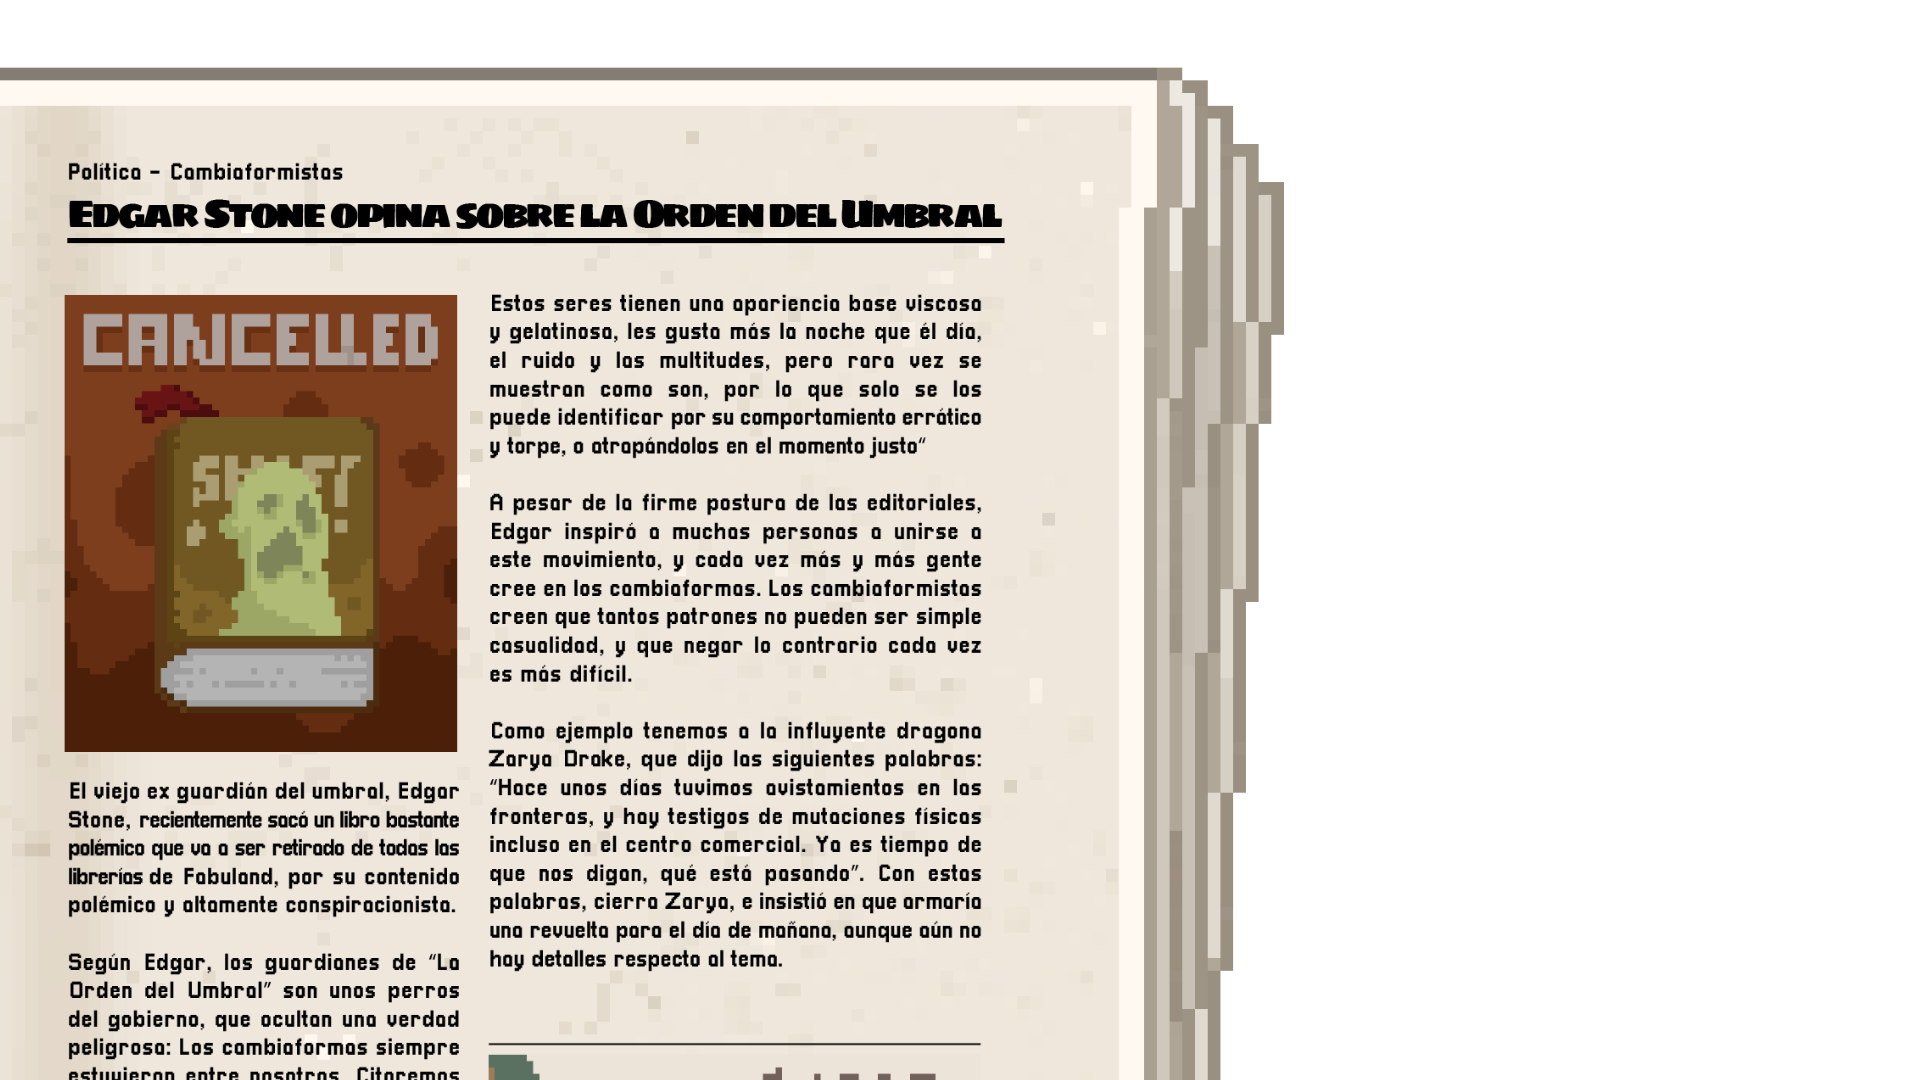 Política - Cambiaformistas
Edgar Stone opina sobre la Orden del Umbral
CANCELLED
El viejo ex guardián del umbral, Edgar
Stone, recientemente sacó un libro bastante
polémico que va a ser retirado de todas las
librerías de Fabuland, por su contenido
polémico y altamente conspiracionista.
Según Edgar, los guardianes de “La
Orden del Umbral” son unos perros
del gobierno, que ocultan una verdad
peligrosa: Los cambiaformas siempre
estuvieron entre nosotros. Citaremos
Estos seres tienen una apariencia base viscosa
y gelatinosa, les gusta más la noche que él día,
el ruido y las multitudes, pero rara vez se
muestran como son, por lo que solo se los
puede identificar por su comportamiento errático
y torpe, o atrapándolos en el momento justo“
A pesar de la firme postura de las editoriales,
Edgar inspiró a muchas personas a unirse a
este movimiento, y cada vez más y más gente
cree en los cambiaformas. Los cambiaformistas
creen que tantos patrones no pueden ser simple
casualidad, y que negar lo contrario cada vez
es más difícil.
Como ejemplo tenemos a la influyente dragona
Zarya Drake, que dijo las siguientes palabras:
“Hace unos días tuvimos avistamientos en las
fronteras, y hay testigos de mutaciones físicas
incluso en el centro comercial. Ya es tiempo de
que nos digan, qué está pasando”. Con estas
palabras, cierra Zarya, e insistió en que armaría
una revuelta para el día de mañana, aunque aún no
hay detalles respecto al tema.